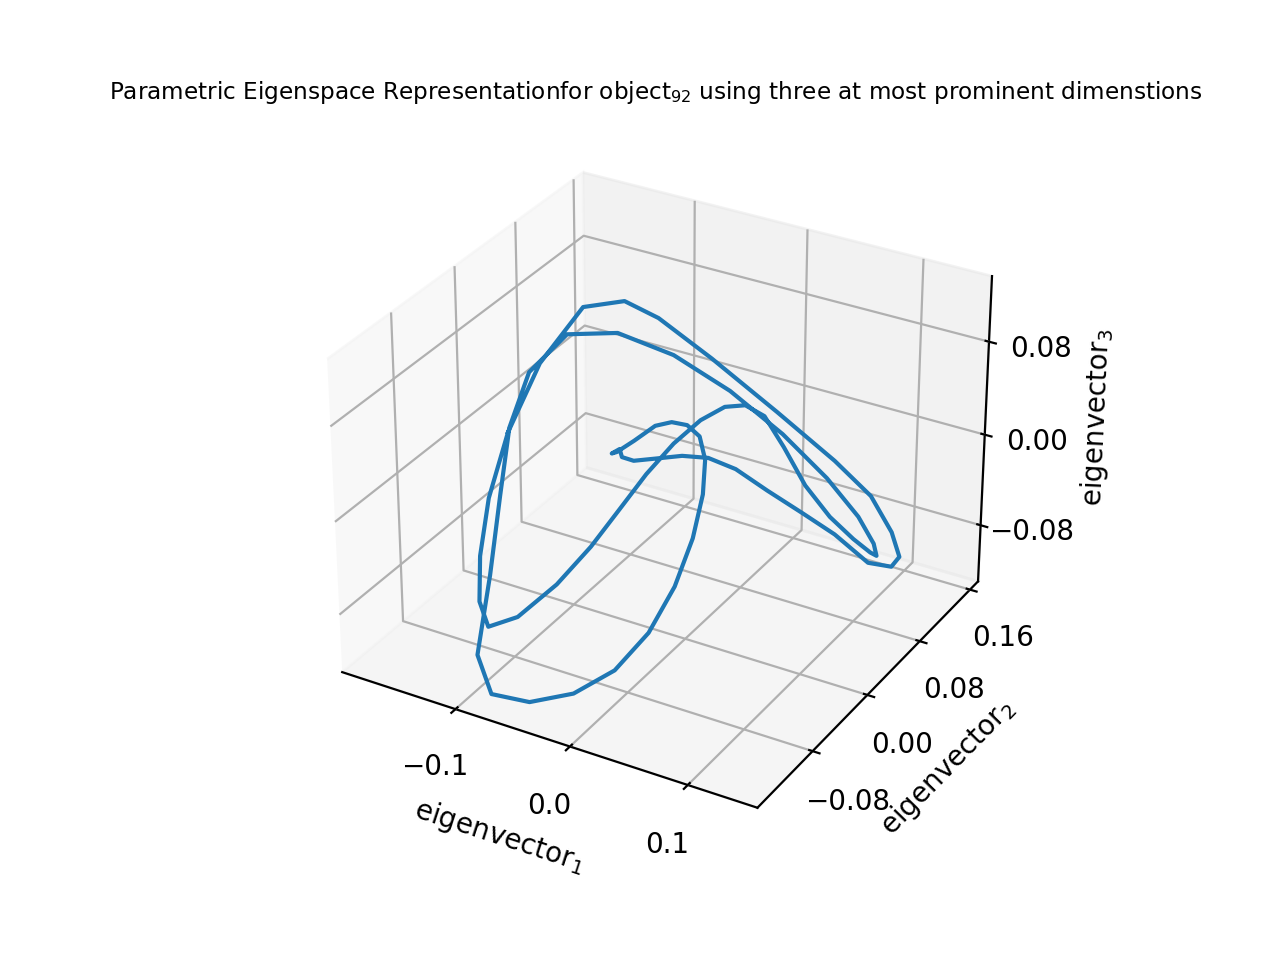 Parametric Eigenspace Representationfor object₉₂ using three at most prominent dimenstions
0.08
0.00
−0.08
eigenvector₃
0.16
0.08
0.00
−0.08
eigenvector₂
−0.1
0.0
0.1
eigenvector₁